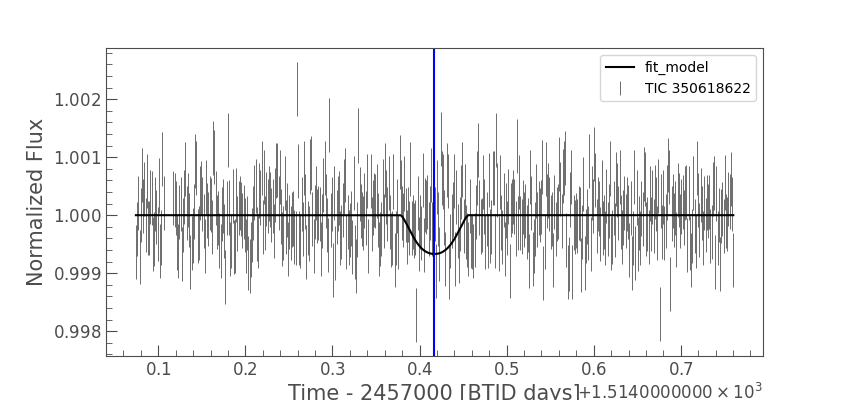 fit_model
TIC 350618622
Normalized Flux
1.002
1.001
1.000
0.999
0.998
0.1 0.2 0.3 0.4 0.5 0.6 0.7
Time - 2457000 [BTJD days]
+1.5140000000 × 10³